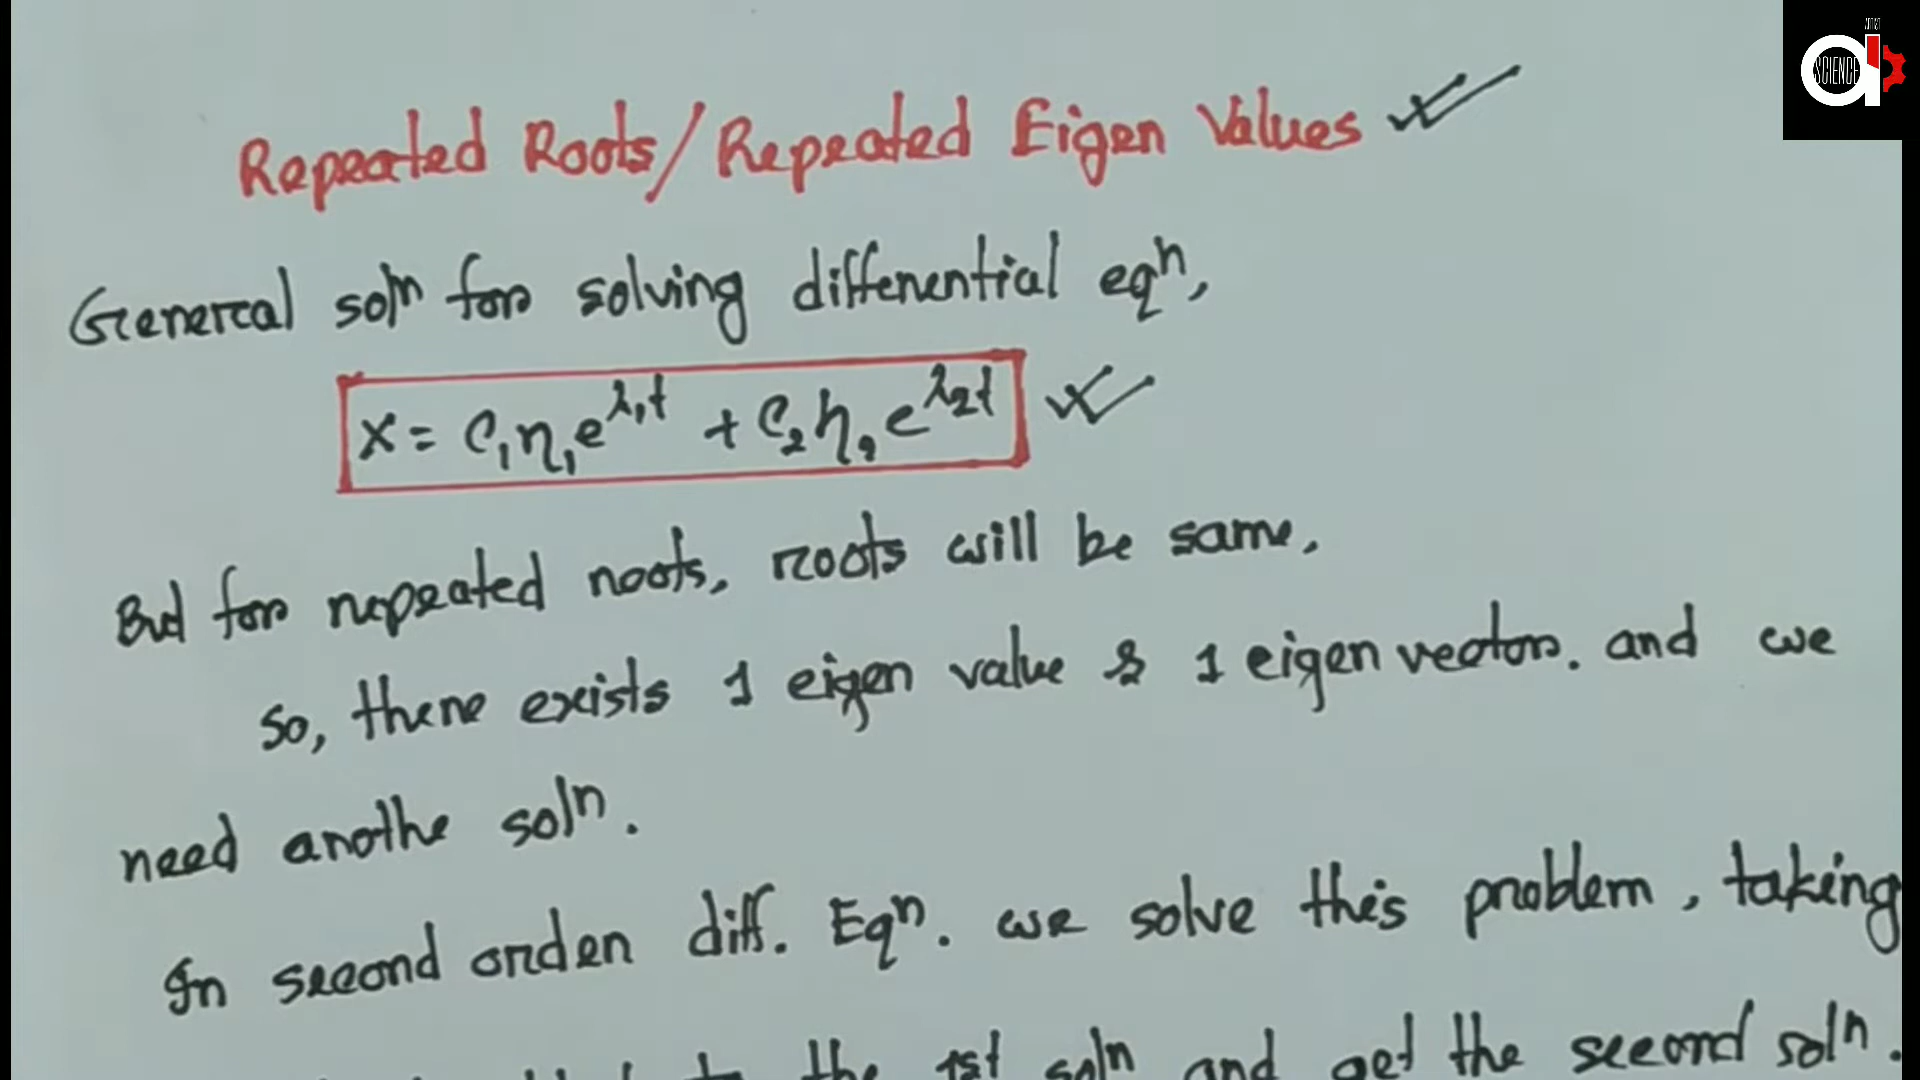 SCIENCE
Repeated Roots/Repeated Eigen Values
General solⁿ for solving differential eqⁿ,
x = c₁η₁e^λ₁t + c₂η₂e^λ₂t
But for repeated roots, roots will be same.
so, there exists 1 eigen value & 1 eigen vector. and we
need anothe solⁿ.
In second order diff. Eqⁿ. we solve this problem, taking
the 1st solⁿ and get the second solⁿ.